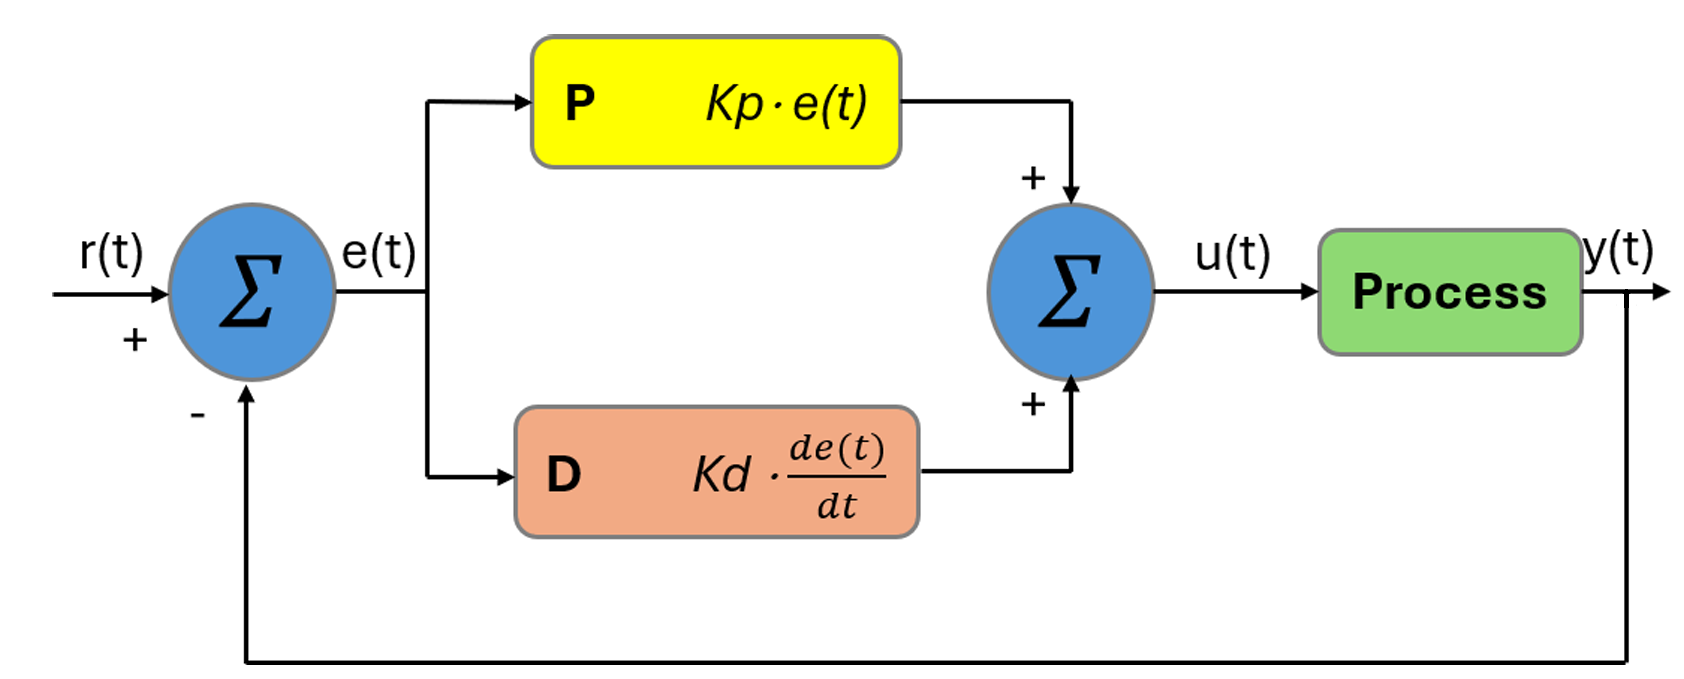 P Kp · e(t)
+
r(t) Σ e(t) Σ u(t) Process y(t)
+
-
+
D Kd · de(t)/dt